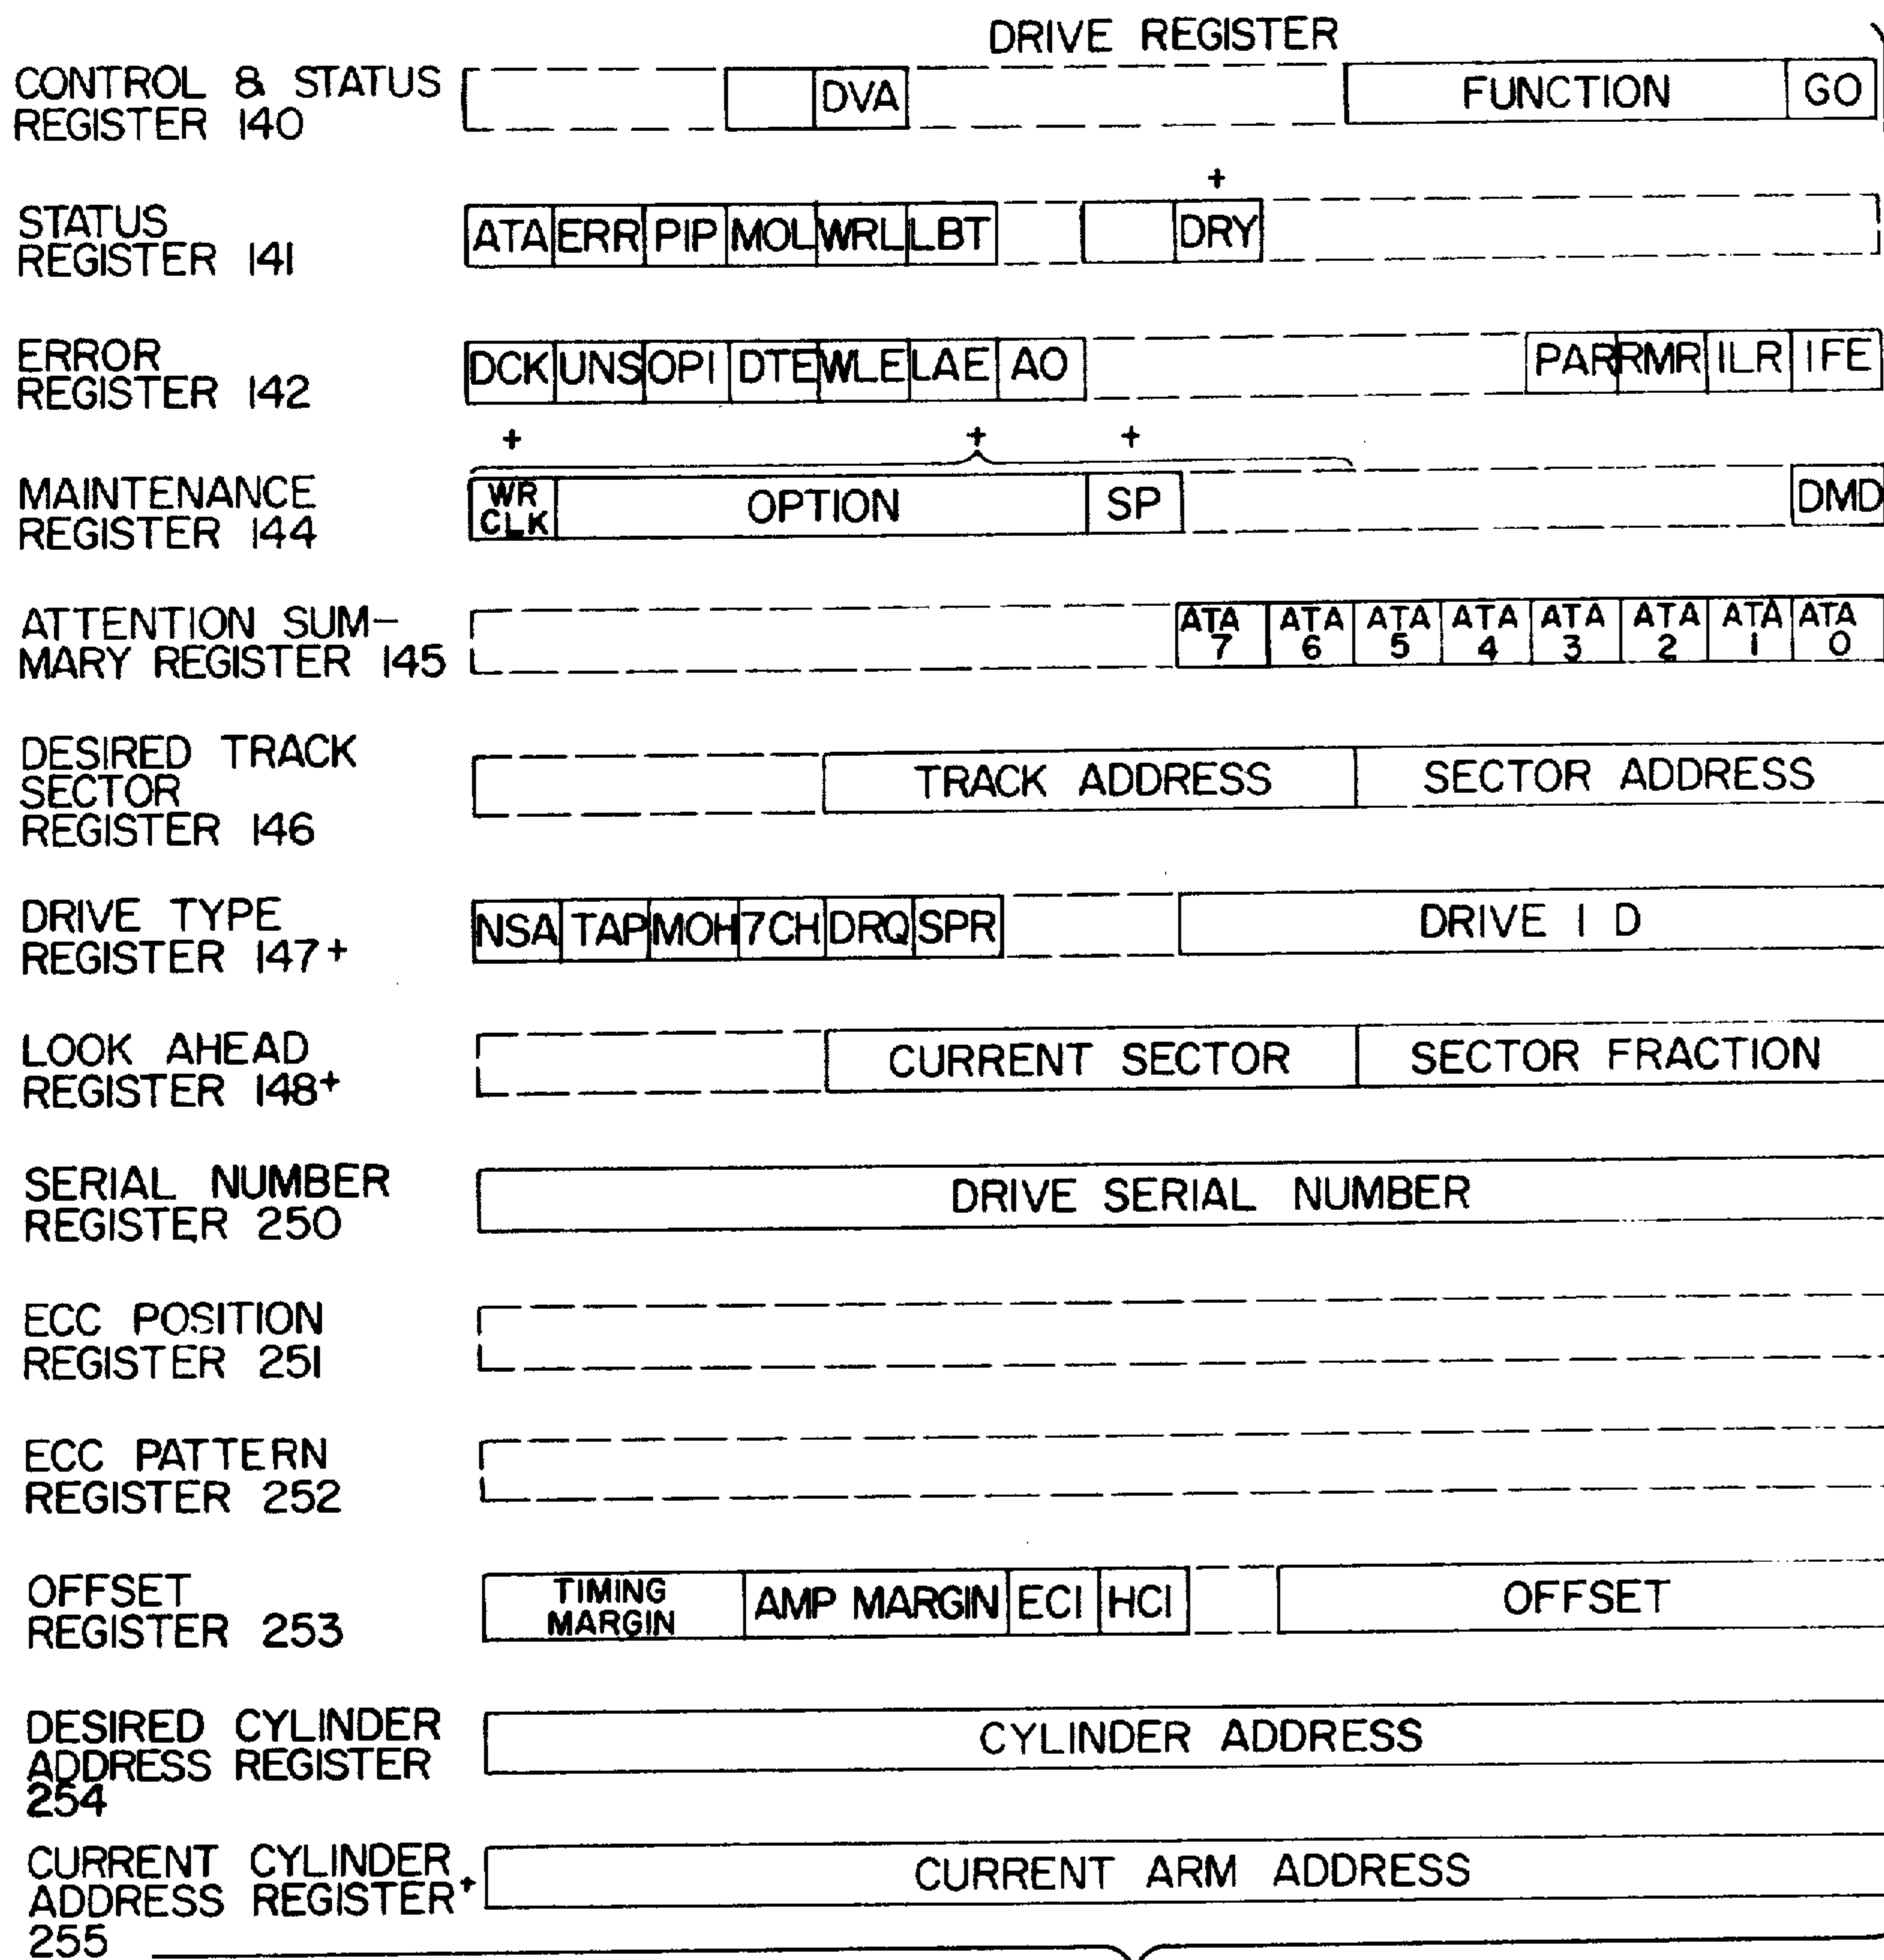 DRIVE REGISTER
CONTROL & STATUS
REGISTER 140
DVA FUNCTION GO
+
STATUS
REGISTER 141
ATA ERR PIP MOL WRL LBT DRY
ERROR
REGISTER 142
DCK UNS OPI DTE WLE LAE AO PAR RMR ILR IFE
+ + +
MAINTENANCE
REGISTER 144
WR
CLK
OPTION SP DMD
ATTENTION SUM-
MARY REGISTER 145
ATA ATA ATA ATA ATA ATA ATA ATA
7 6 5 4 3 2 1 0
DESIRED TRACK
SECTOR
REGISTER 146
TRACK ADDRESS SECTOR ADDRESS
DRIVE TYPE
REGISTER 147+
NSA TAP MOH 7CH DRQ SPR DRIVE I D
LOOK AHEAD
REGISTER 148+
CURRENT SECTOR SECTOR FRACTION
SERIAL NUMBER
REGISTER 250
DRIVE SERIAL NUMBER
ECC POSITION
REGISTER 251
ECC PATTERN
REGISTER 252
OFFSET
REGISTER 253
TIMING
MARGIN
AMP MARGIN ECI HCI OFFSET
DESIRED CYLINDER
ADDRESS REGISTER
254
CYLINDER ADDRESS
CURRENT CYLINDER
ADDRESS REGISTER+
255
CURRENT ARM ADDRESS